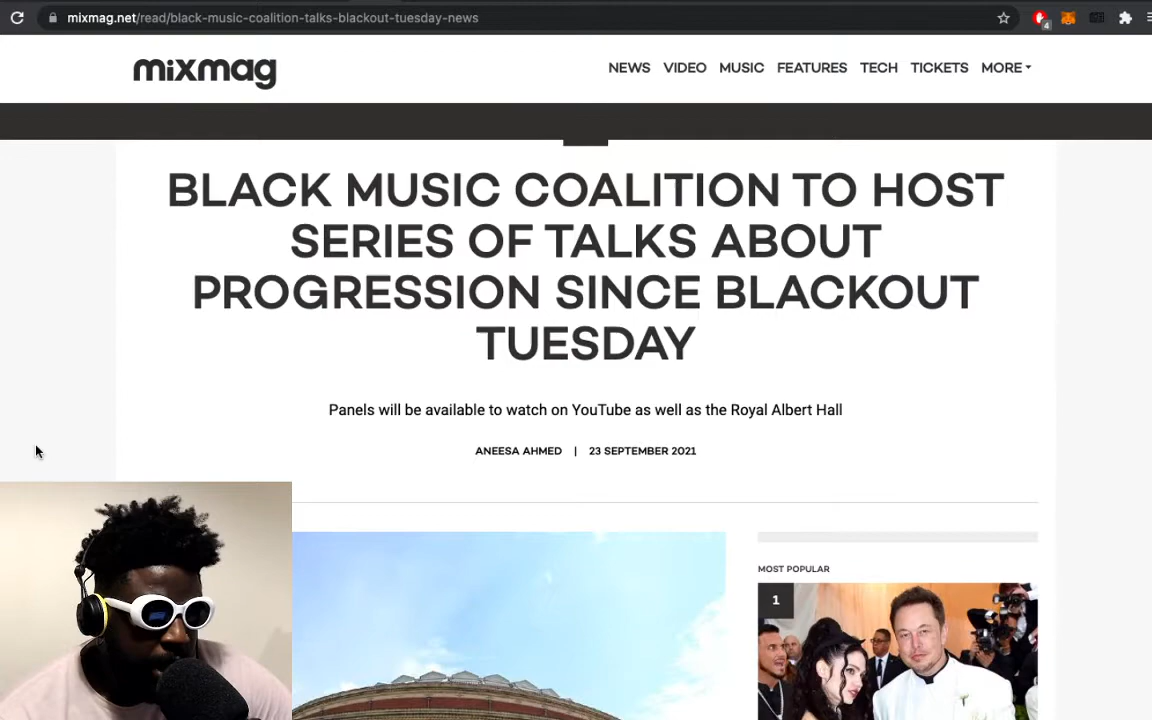 mixmag.net/read/black-music-coalition-talks-blackout-tuesday-news
4
mixmag
NEWS VIDEO MUSIC FEATURES TECH TICKETS MORE
BLACK MUSIC COALITION TO HOST
SERIES OF TALKS ABOUT
PROGRESSION SINCE BLACKOUT
TUESDAY
Panels will be available to watch on YouTube as well as the Royal Albert Hall
ANEESA AHMED | 23 SEPTEMBER 2021
MOST POPULAR
1